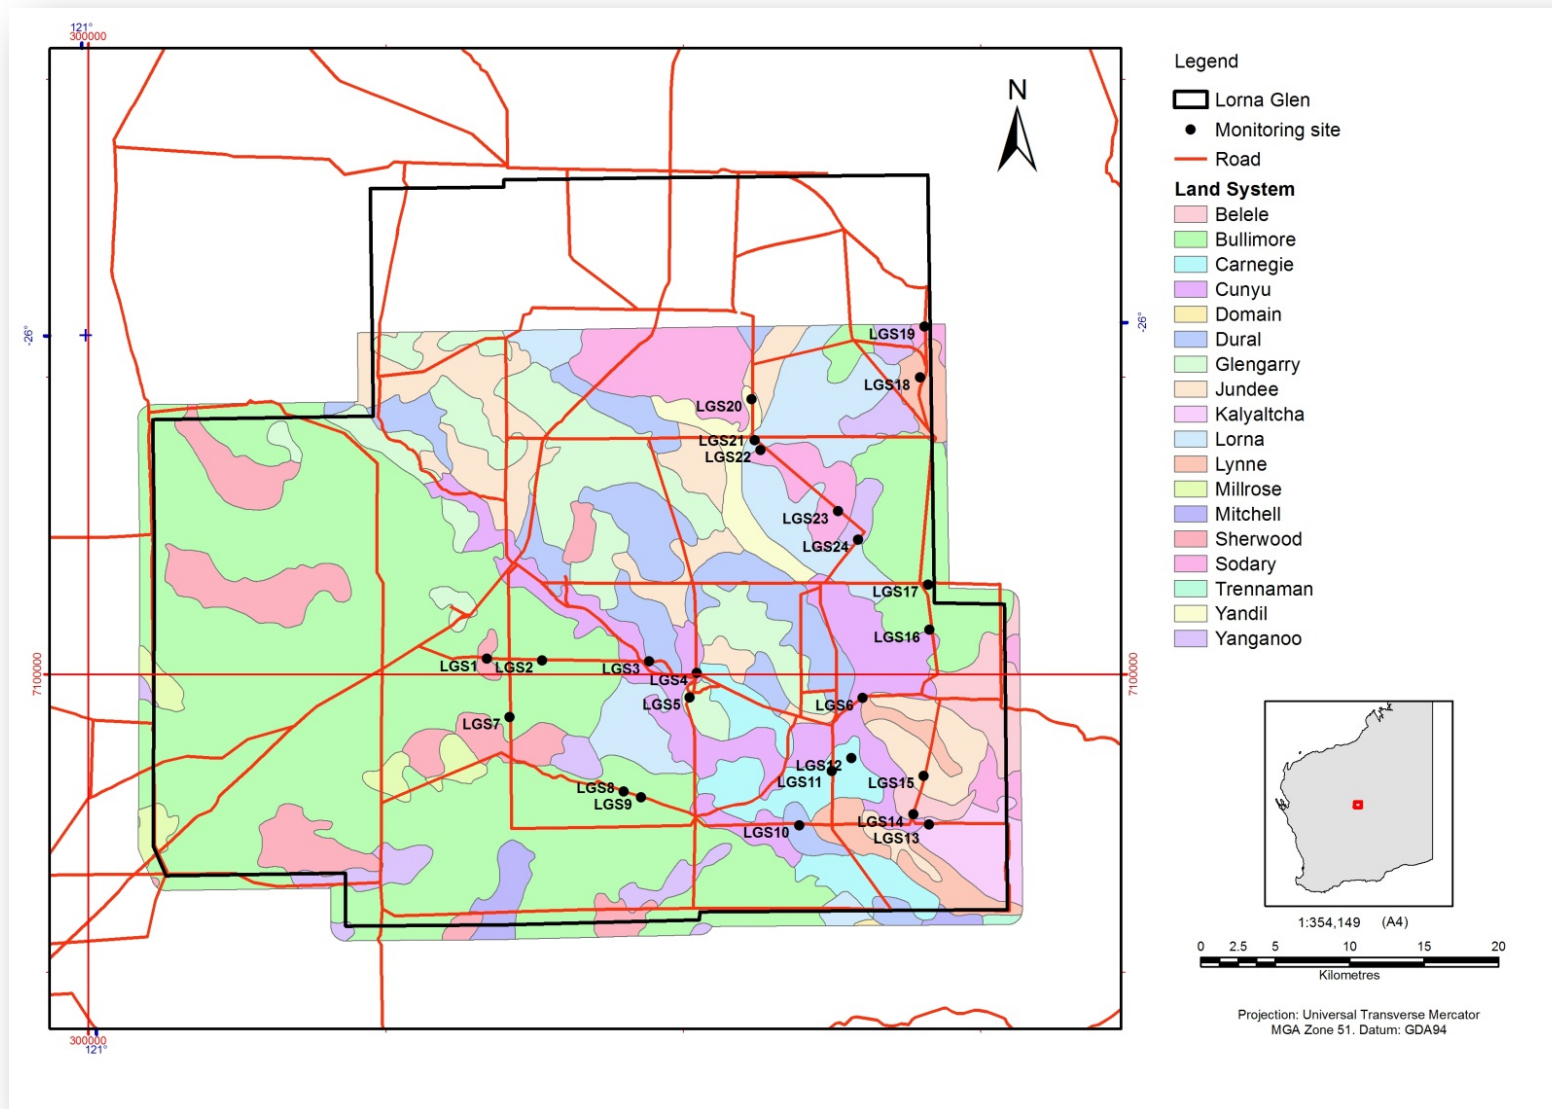 121°
300000
N
-26°
-26°
LGS19
LGS18
LGS20
LGS21
LGS22
LGS23
LGS24
LGS17
LGS16
LGS1
LGS2
LGS3
LGS4
LGS5
LGS6
LGS7
7100000
7100000
LGS12
LGS11
LGS15
LGS8
LGS9
LGS10
LGS14
LGS13
300000
121°
Legend
Lorna Glen
Monitoring site
Road
Land System
Belele
Bullimore
Carnegie
Cunyu
Domain
Dural
Glengarry
Jundee
Kalyaltcha
Lorna
Lynne
Millrose
Mitchell
Sherwood
Sodary
Trennaman
Yandil
Yanganoo
1:354,149 (A4)
0 2.5 5 10 15 20
Kilometres
Projection: Universal Transverse Mercator
MGA Zone 51. Datum: GDA94